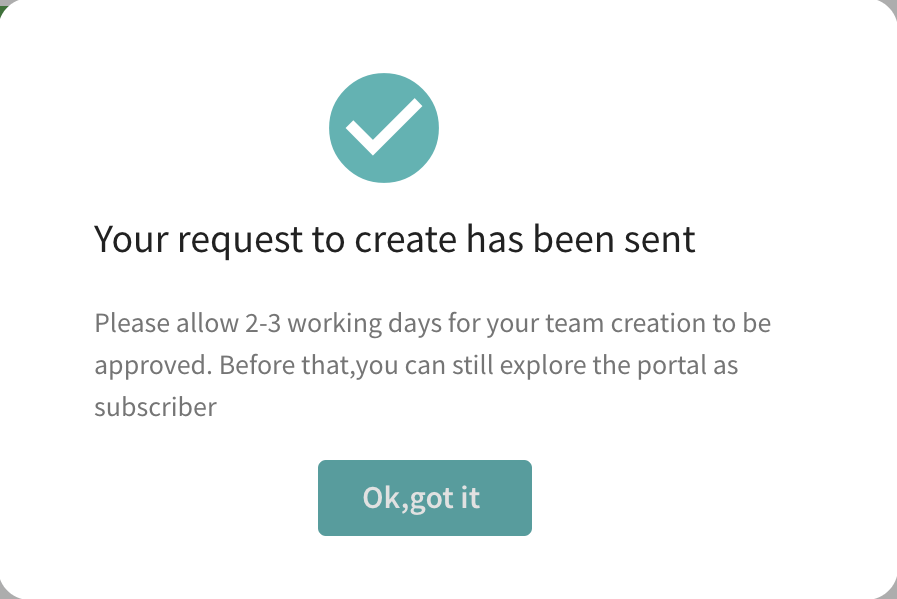 Your request to create has been sent
Please allow 2-3 working days for your team creation to be
approved. Before that,you can still explore the portal as
subscriber
Ok,got it